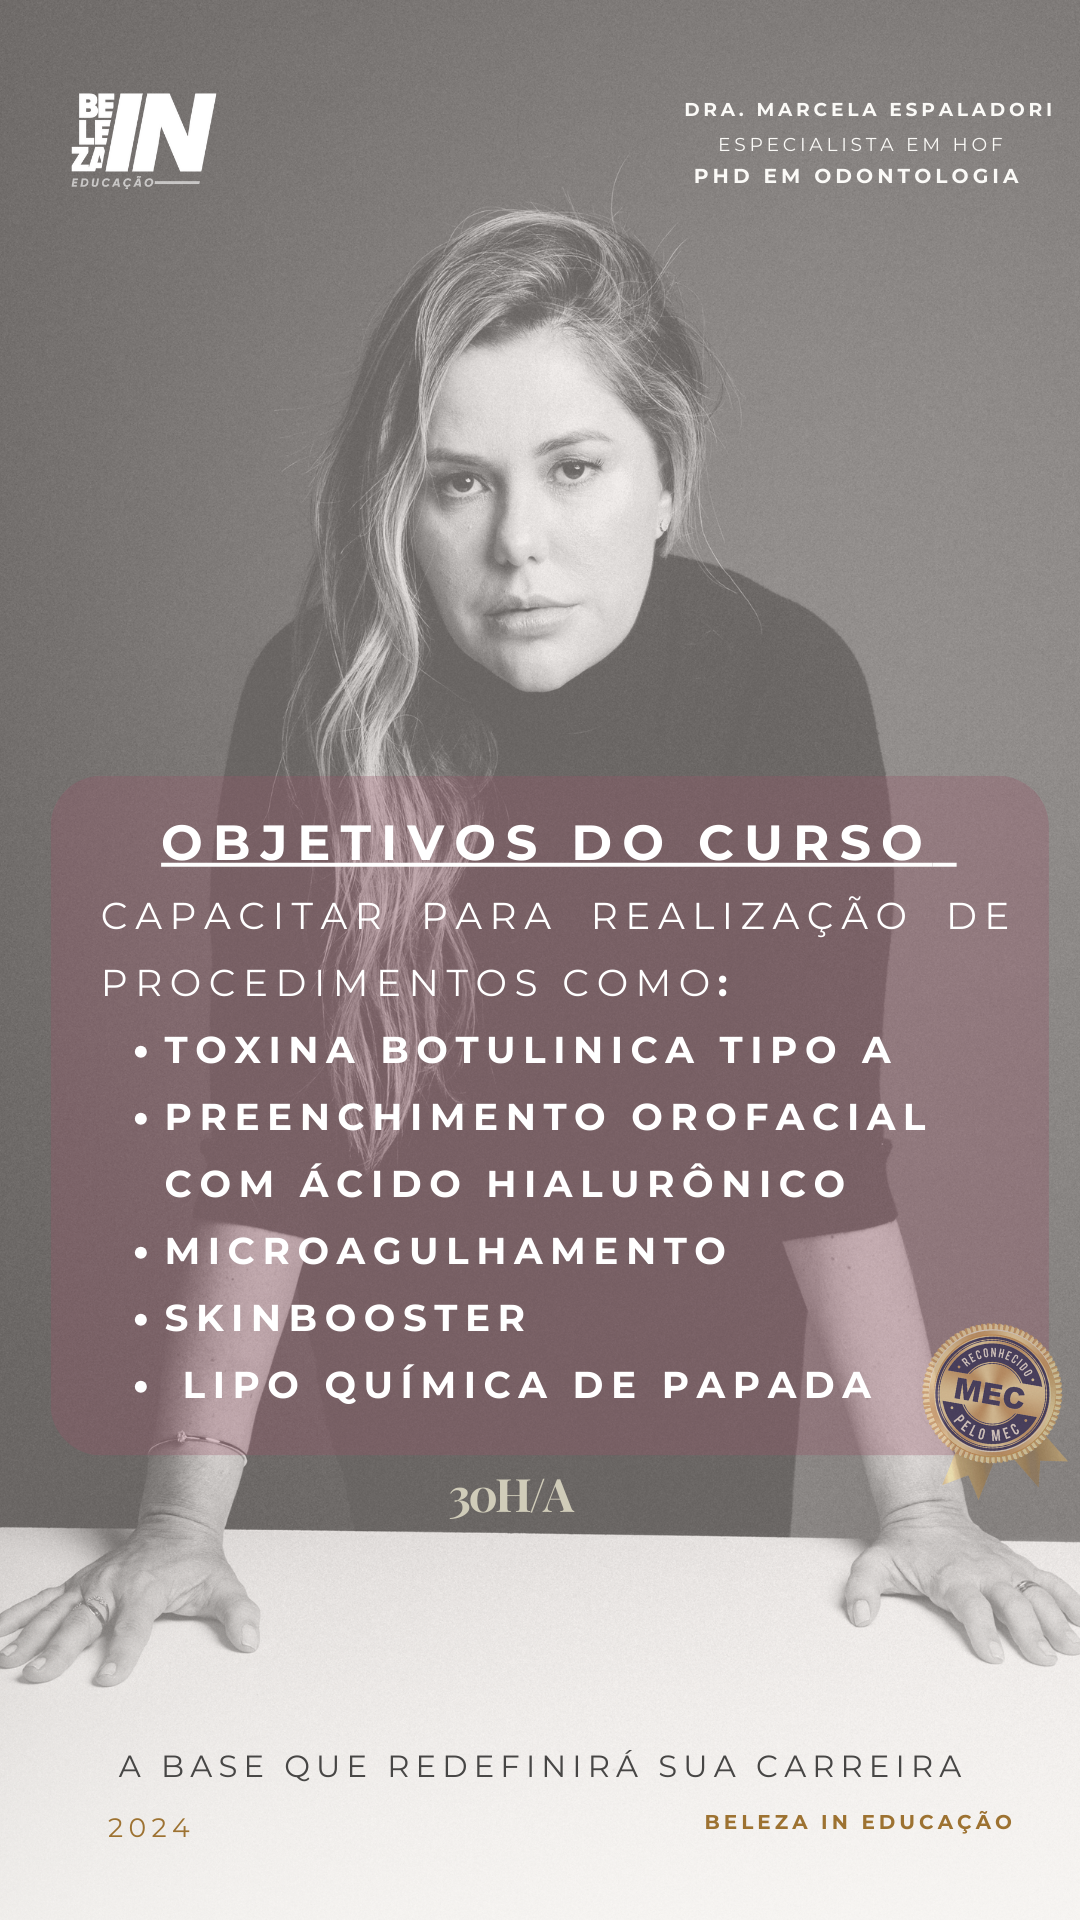 BE
LE
ZA IN
EDUCAÇÃO
DRA. MARCELA ESPALADORI
ESPECIALISTA EM HOF
PHD EM ODONTOLOGIA
OBJETIVOS DO CURSO
CAPACITAR PARA REALIZAÇÃO DE
PROCEDIMENTOS COMO:
• TOXINA BOTULINICA TIPO A
• PREENCHIMENTO OROFACIAL
COM ÁCIDO HIALURÔNICO
• MICROAGULHAMENTO
• SKINBOOSTER
• LIPO QUÍMICA DE PAPADA
RECONHECIDO
MEC
PELO MEC
30H/A
A BASE QUE REDEFINIRÁ SUA CARREIRA
2024
BELEZA IN EDUCAÇÃO